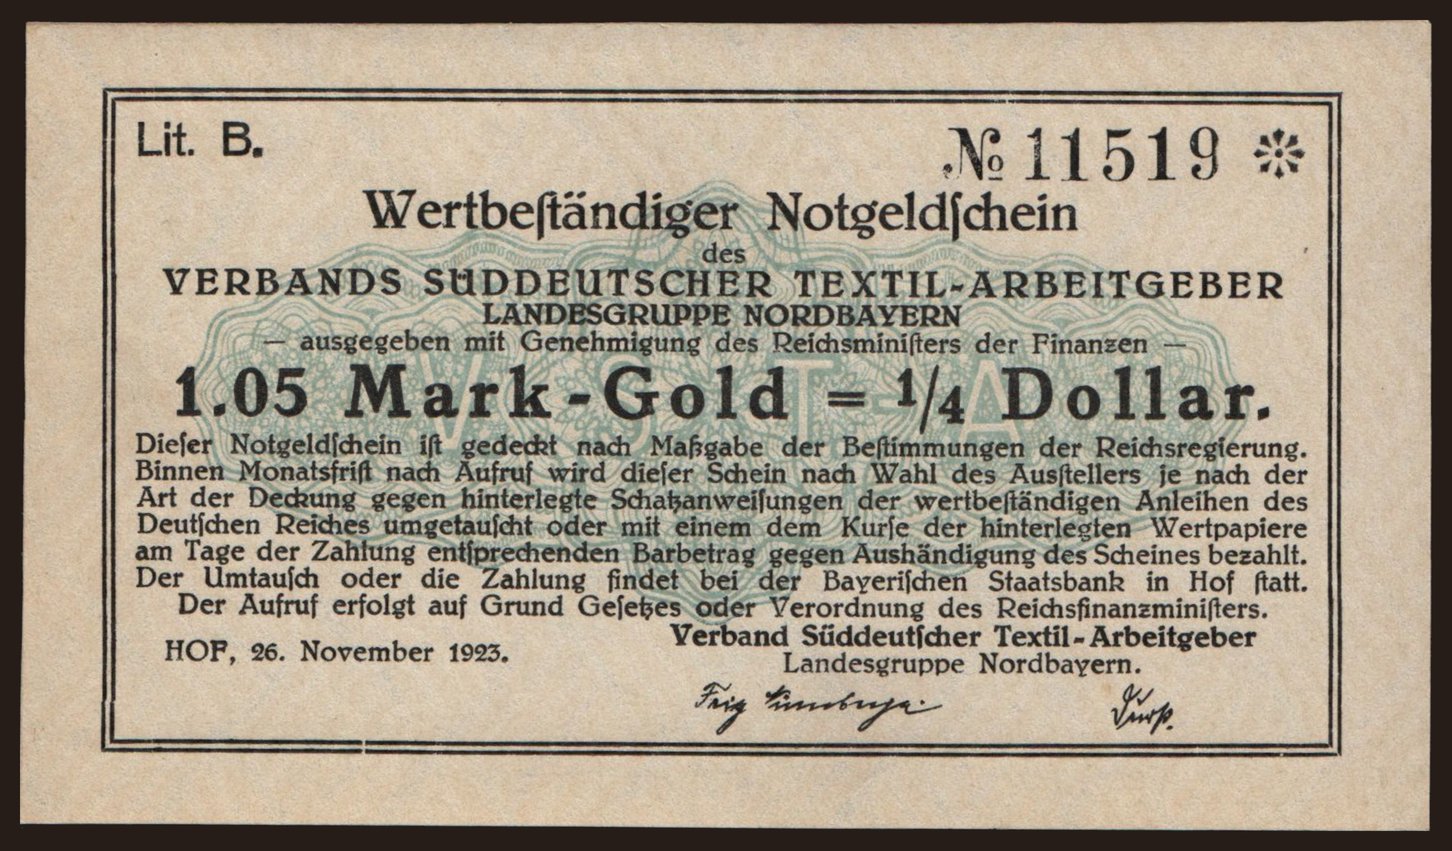 Lit. B.
№ 11519 *
Wertbeſtändiger Notgeldſchein
des
VERBANDS SÜDDEUTSCHER TEXTIL-ARBEITGEBER
LANDESGRUPPE NORDBAYERN
— ausgegeben mit Genehmigung des Reichsminiſters der Finanzen —
1.05 Mark-Gold = 1/4 Dollar.
V S T A
Dieſer Notgeldſchein iſt gedeckt nach Maßgabe der Beſtimmungen der Reichsregierung.
Binnen Monatsfriſt nach Aufruf wird dieſer Schein nach Wahl des Ausſtellers je nach der
Art der Deckung gegen hinterlegte Schatzanweiſungen der wertbeſtändigen Anleihen des
Deutſchen Reiches umgetauſcht oder mit einem dem Kurſe der hinterlegten Wertpapiere
am Tage der Zahlung entſprechenden Barbetrag gegen Aushändigung des Scheines bezahlt.
Der Umtauſch oder die Zahlung findet bei der Bayeriſchen Staatsbank in Hof ſtatt.
Der Aufruf erfolgt auf Grund Geſetzes oder Verordnung des Reichsfinanzminiſters.
HOF, 26. November 1923.
Verband Süddeutſcher Textil-Arbeitgeber
Landesgruppe Nordbayern.